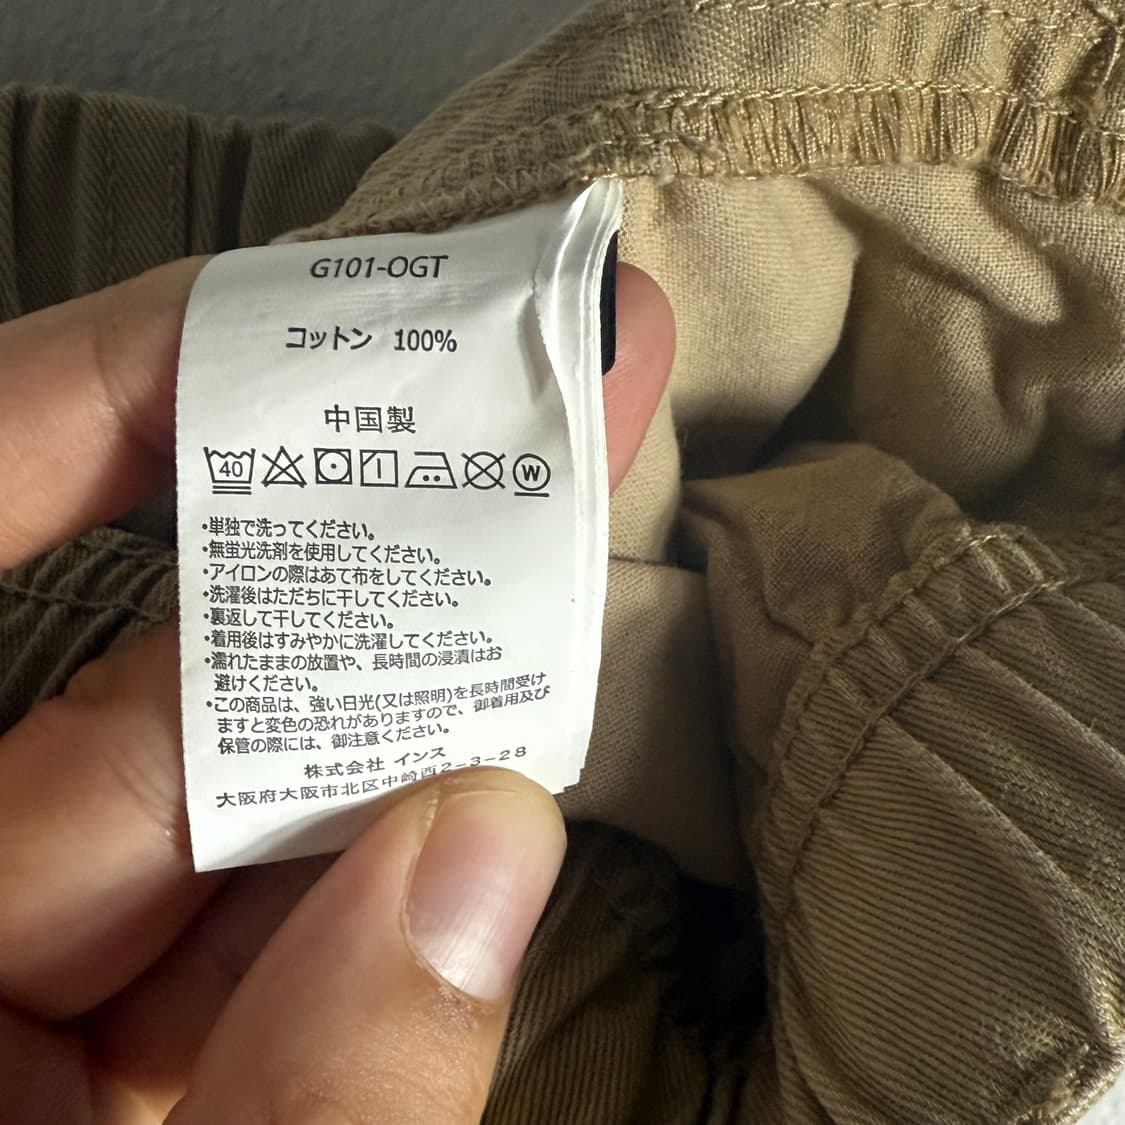 G101-OGT
コットン 100%
中国製
40 W
・単独で洗ってください。
・無蛍光洗剤を使用してください。
・アイロンの際はあて布をしてください。
・洗濯後はただちに干してください。
・裏返して干してください。
・着用後はすみやかに洗濯してください。
・濡れたままの放置や、長時間の浸漬はお
避けください。
・この商品は、強い日光(又は照明)を長時間受け
ますと変色の恐れがありますので、御着用及び
保管の際には、御注意ください。
株式会社 インス
大阪府大阪市北区中崎西2-3-28